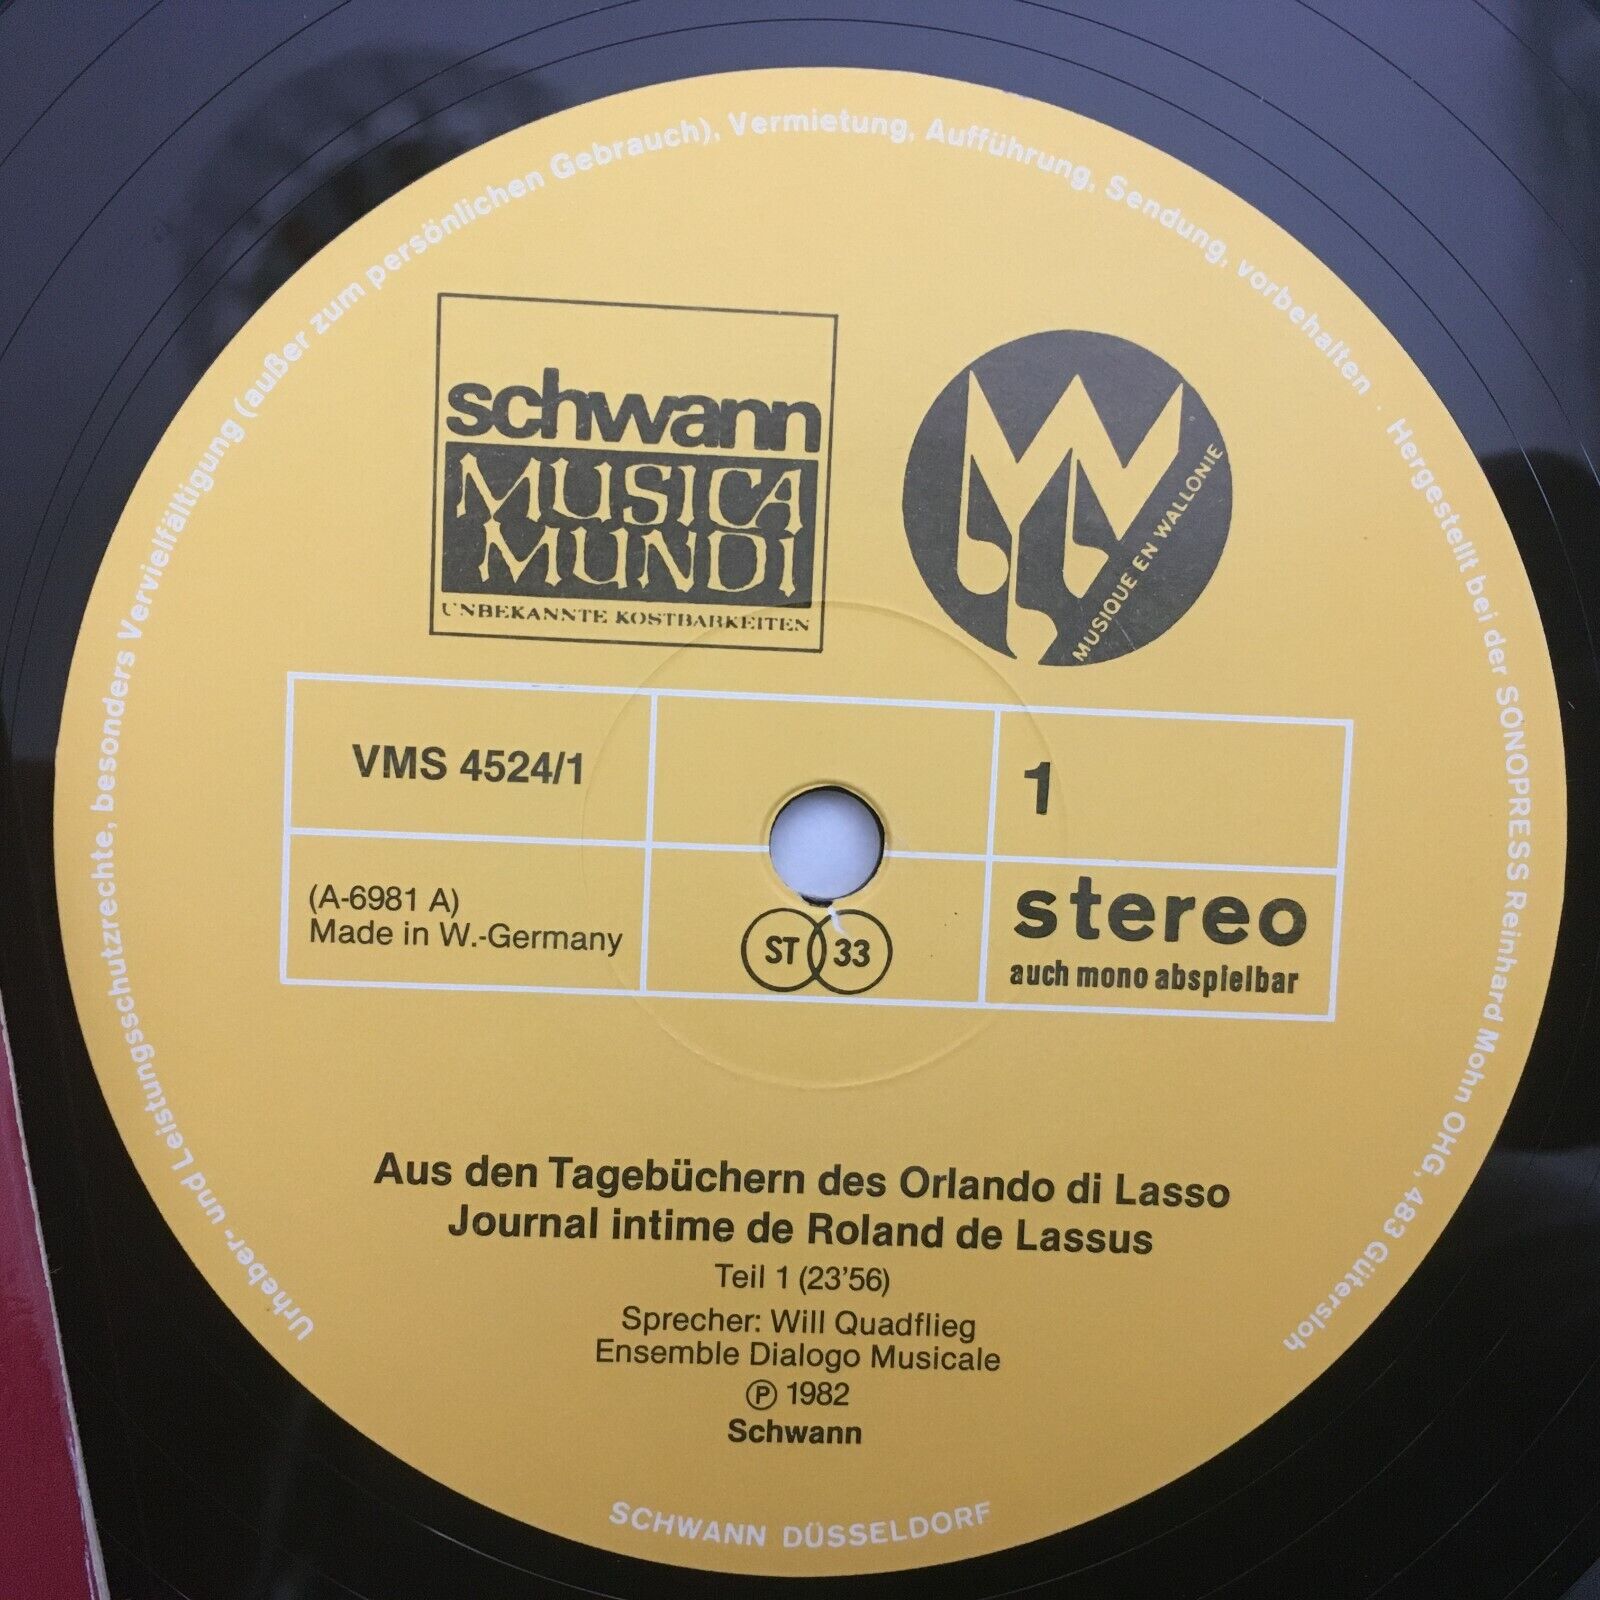 Urheber- und Leistungsschutzrechte, besonders Vervielfältigung (außer zum persönlichen Gebrauch), Vermietung, Aufführung, Sendung, vorbehalten · Hergestellt bei der SONOPRESS Reinhard Mohn OHG, 483 Gütersloh
schwann
MUSICA
MUNDI
UNBEKANNTE KOSTBARKEITEN
MUSIQUE EN WALLONIE
VMS 4524/1
1
(A-6981 A)
Made in W.-Germany
ST 33
stereo
auch mono abspielbar
Aus den Tagebüchern des Orlando di Lasso
Journal intime de Roland de Lassus
Teil 1 (23'56)
Sprecher: Will Quadflieg
Ensemble Dialogo Musicale
Ⓟ 1982
Schwann
SCHWANN DÜSSELDORF